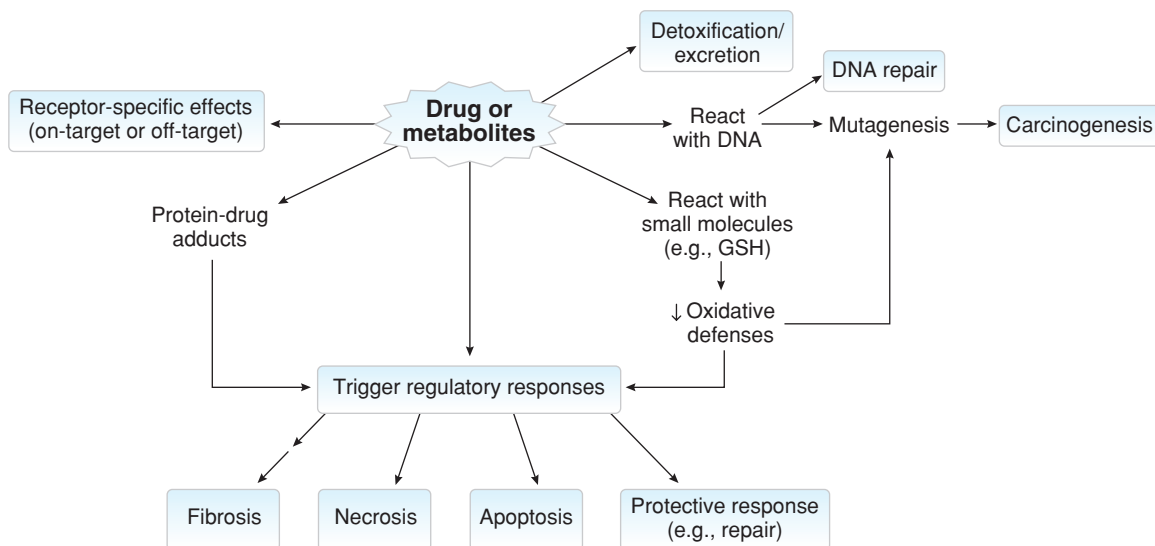 Detoxification/
excretion
DNA repair
Receptor-specific effects
(on-target or off-target)
Drug or
metabolites
React
with DNA
Mutagenesis
Carcinogenesis
Protein-drug
adducts
React with
small molecules
(e.g., GSH)
↓ Oxidative
defenses
Trigger regulatory responses
Fibrosis
Necrosis
Apoptosis
Protective response
(e.g., repair)